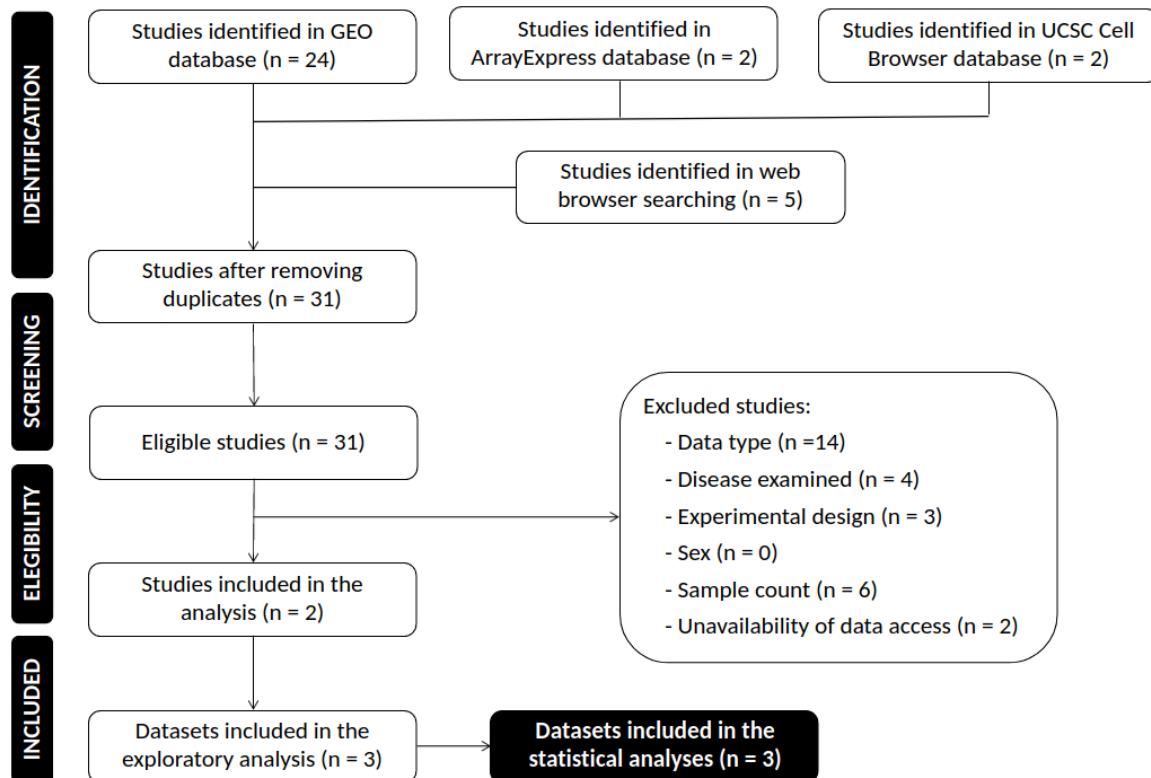 IDENTIFICATION
Studies identified in GEO
database (n = 24)
Studies identified in
ArrayExpress database (n = 2)
Studies identified in UCSC Cell
Browser database (n = 2)
Studies identified in web
browser searching (n = 5)
Studies after removing
duplicates (n = 31)
SCREENING
Eligible studies (n = 31)
Excluded studies:
- Data type (n =14)
- Disease examined (n = 4)
- Experimental design (n = 3)
- Sex (n = 0)
- Sample count (n = 6)
- Unavailability of data access (n = 2)
ELEGIBILITY
Studies included in the
analysis (n = 2)
INCLUDED
Datasets included in the
exploratory analysis (n = 3)
Datasets included in the
statistical analyses (n = 3)